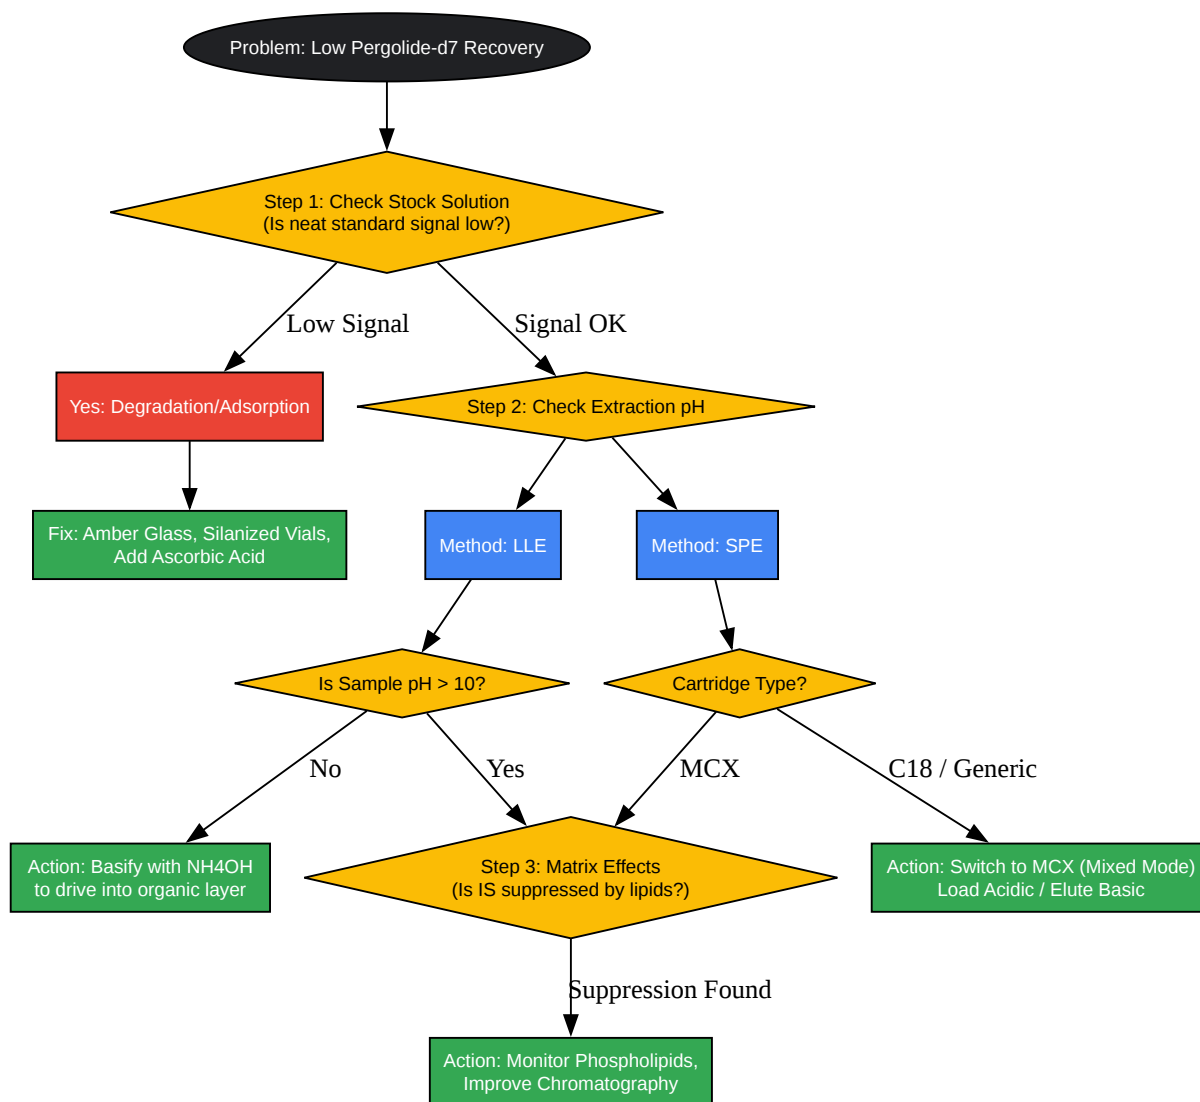 Problem: Low Pergolide-d7 Recovery
Step 1: Check Stock Solution
(Is neat standard signal low?)
Low Signal
Signal OK
Yes: Degradation/Adsorption
Step 2: Check Extraction pH
Fix: Amber Glass, Silanized Vials,
Add Ascorbic Acid
Method: LLE
Method: SPE
Is Sample pH > 10?
Cartridge Type?
No
Yes
MCX
C18 / Generic
Action: Basify with NH4OH
to drive into organic layer
Step 3: Matrix Effects
(Is IS suppressed by lipids?)
Action: Switch to MCX (Mixed Mode)
Load Acidic / Elute Basic
Suppression Found
Action: Monitor Phospholipids,
Improve Chromatography